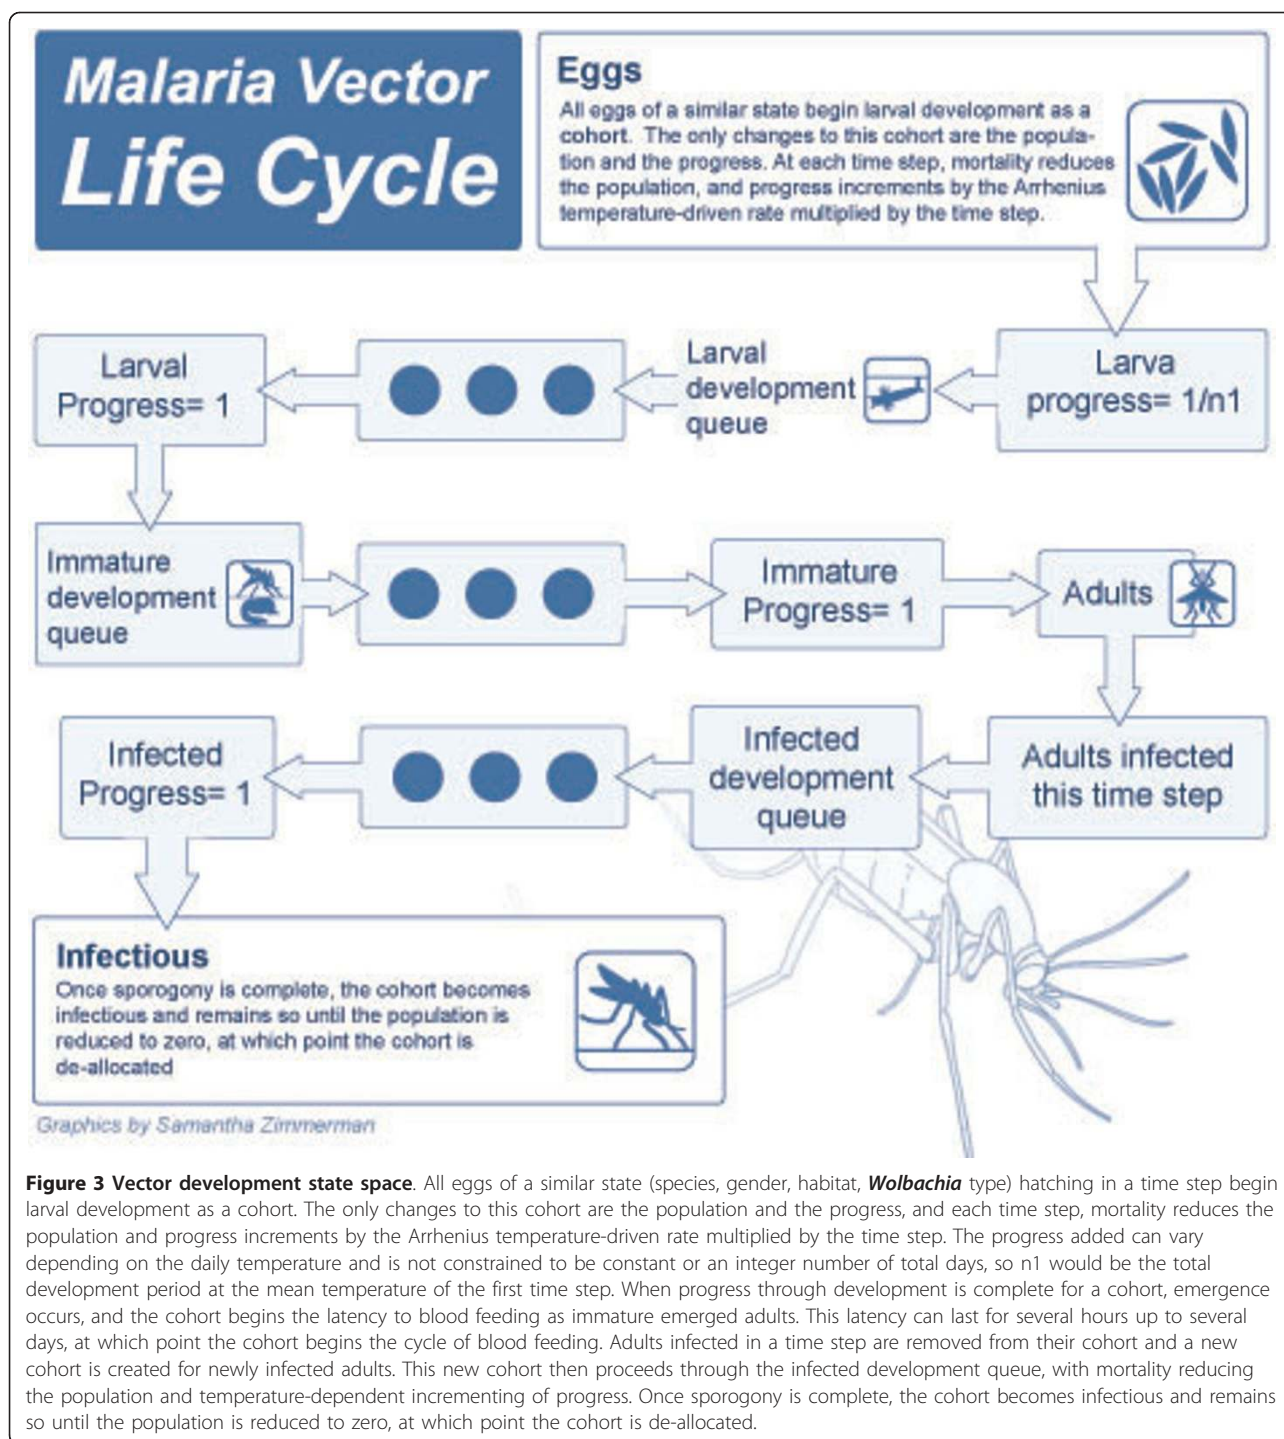 Malaria Vector
Life Cycle
Eggs
All eggs of a similar state begin larval development as a
cohort. The only changes to this cohort are the popula-
tion and the progress. At each time step, mortality reduces
the population, and progress increments by the Arrhenius
temperature-driven rate multiplied by the time step.
Larva
progress= 1/n1
Larval
development
queue
Larval
Progress= 1
Immature
development
queue
Immature
Progress= 1
Adults
Adults infected
this time step
Infected
development
queue
Infected
Progress= 1
Infectious
Once sporogony is complete, the cohort becomes
infectious and remains so until the population is
reduced to zero, at which point the cohort is
de-allocated
Graphics by Samantha Zimmerman
Figure 3 Vector development state space. All eggs of a similar state (species, gender, habitat, Wolbachia type) hatching in a time step begin
larval development as a cohort. The only changes to this cohort are the population and the progress, and each time step, mortality reduces the
population and progress increments by the Arrhenius temperature-driven rate multiplied by the time step. The progress added can vary
depending on the daily temperature and is not constrained to be constant or an integer number of total days, so n1 would be the total
development period at the mean temperature of the first time step. When progress through development is complete for a cohort, emergence
occurs, and the cohort begins the latency to blood feeding as immature emerged adults. This latency can last for several hours up to several
days, at which point the cohort begins the cycle of blood feeding. Adults infected in a time step are removed from their cohort and a new
cohort is created for newly infected adults. This new cohort then proceeds through the infected development queue, with mortality reducing
the population and temperature-dependent incrementing of progress. Once sporogony is complete, the cohort becomes infectious and remains
so until the population is reduced to zero, at which point the cohort is de-allocated.